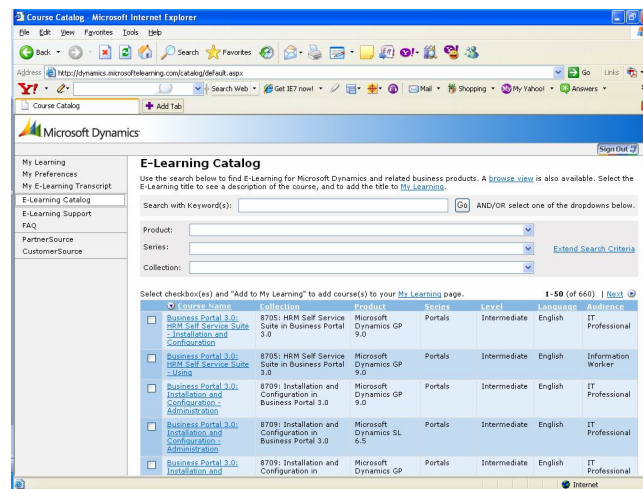 Course Catalog - Microsoft Internet Explorer
File Edit View Favorites Tools Help
Back Search Favorites
Address http://dynamics.microsoftelearning.com/catalog/default.aspx Go Links
Y! Search Web Get IE7 now! Mail Shopping My Yahoo! Answers
Course Catalog Add Tab
Microsoft Dynamics
Sign Out
My Learning
My Preferences
My E-Learning Transcript
E-Learning Catalog
E-Learning Support
FAQ
PartnerSource
CustomerSource
E-Learning Catalog
Use the search below to find E-Learning for Microsoft Dynamics and related business products. A browse view is also available. Select the
E-Learning title to see a description of the course, and to add the title to My Learning.
Search with Keyword(s): Go AND/OR select one of the dropdowns below.
Product:
Series: Extend Search Criteria
Collection:
Select checkbox(es) and "Add to My Learning" to add course(s) to your My Learning page. 1-50 (of 660) | Next
Course Name Collection Product Series Level Language Audience
Business Portal 3.0: 8705: HRM Self Service Microsoft Portals Intermediate English IT
HRM Self Service Suite Suite in Business Portal Dynamics GP Professional
- Installation and 3.0 9.0
Configuration
Business Portal 3.0: 8705: HRM Self Service Microsoft Portals Intermediate English Information
HRM Self Service Suite Suite in Business Portal Dynamics GP Worker
- Using 3.0 9.0
Business Portal 3.0: 8709: Installation and Microsoft Portals Intermediate English IT
Installation and Configuration in Dynamics GP Professional
Configuration - Business Portal 3.0 9.0
Administration
Business Portal 3.0: 8709: Installation and Microsoft Portals Intermediate English IT
Installation and Configuration in Dynamics SL Professional
Configuration - Business Portal 3.0 6.5
Administration
Business Portal 3.0: 8709: Installation and Microsoft Portals Intermediate English IT
Installation and Configuration in Dynamics GP Professional
Internet